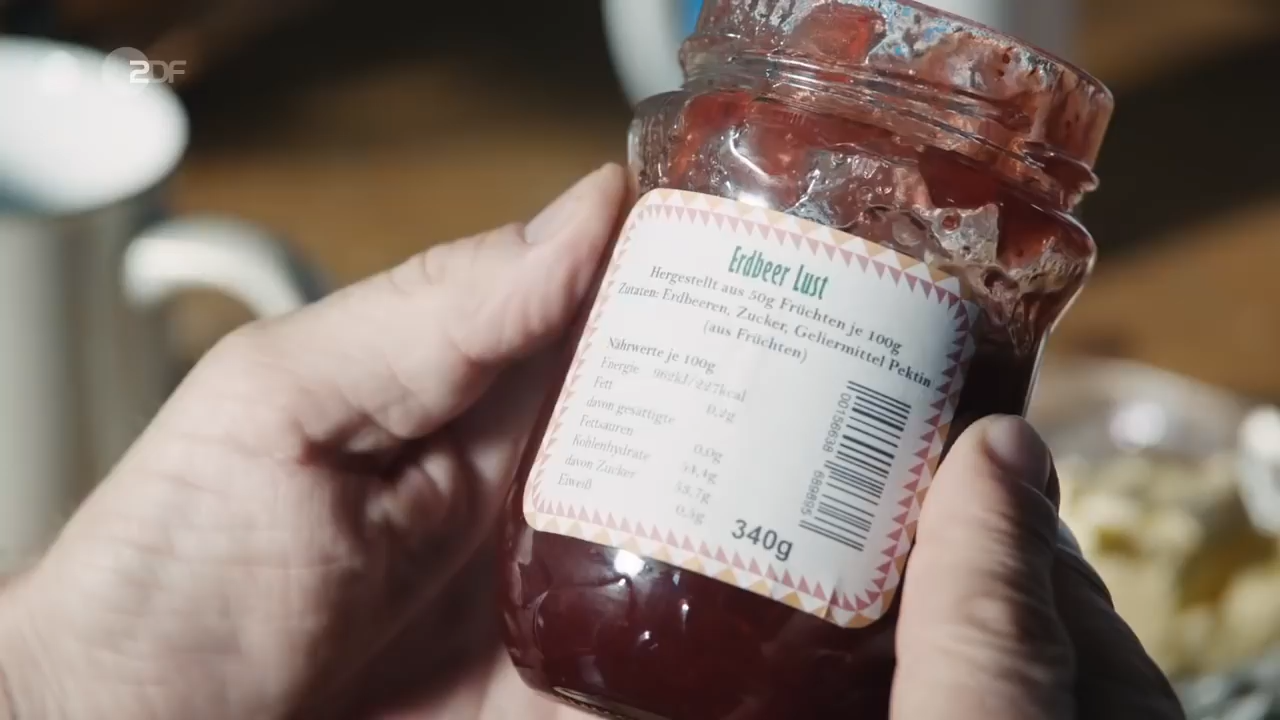 ZDF
Erdbeer Lust
Hergestellt aus 50g Früchten je 100g
Zutaten: Erdbeeren, Zucker, Geliermittel Pektin
(aus Früchten)
Nährwerte je 100g
Energie
Fett 0,2g
davon gesättigte
Fettsäuren 0,0g
Kohlenhydrate
davon Zucker
Eiweiß
340g